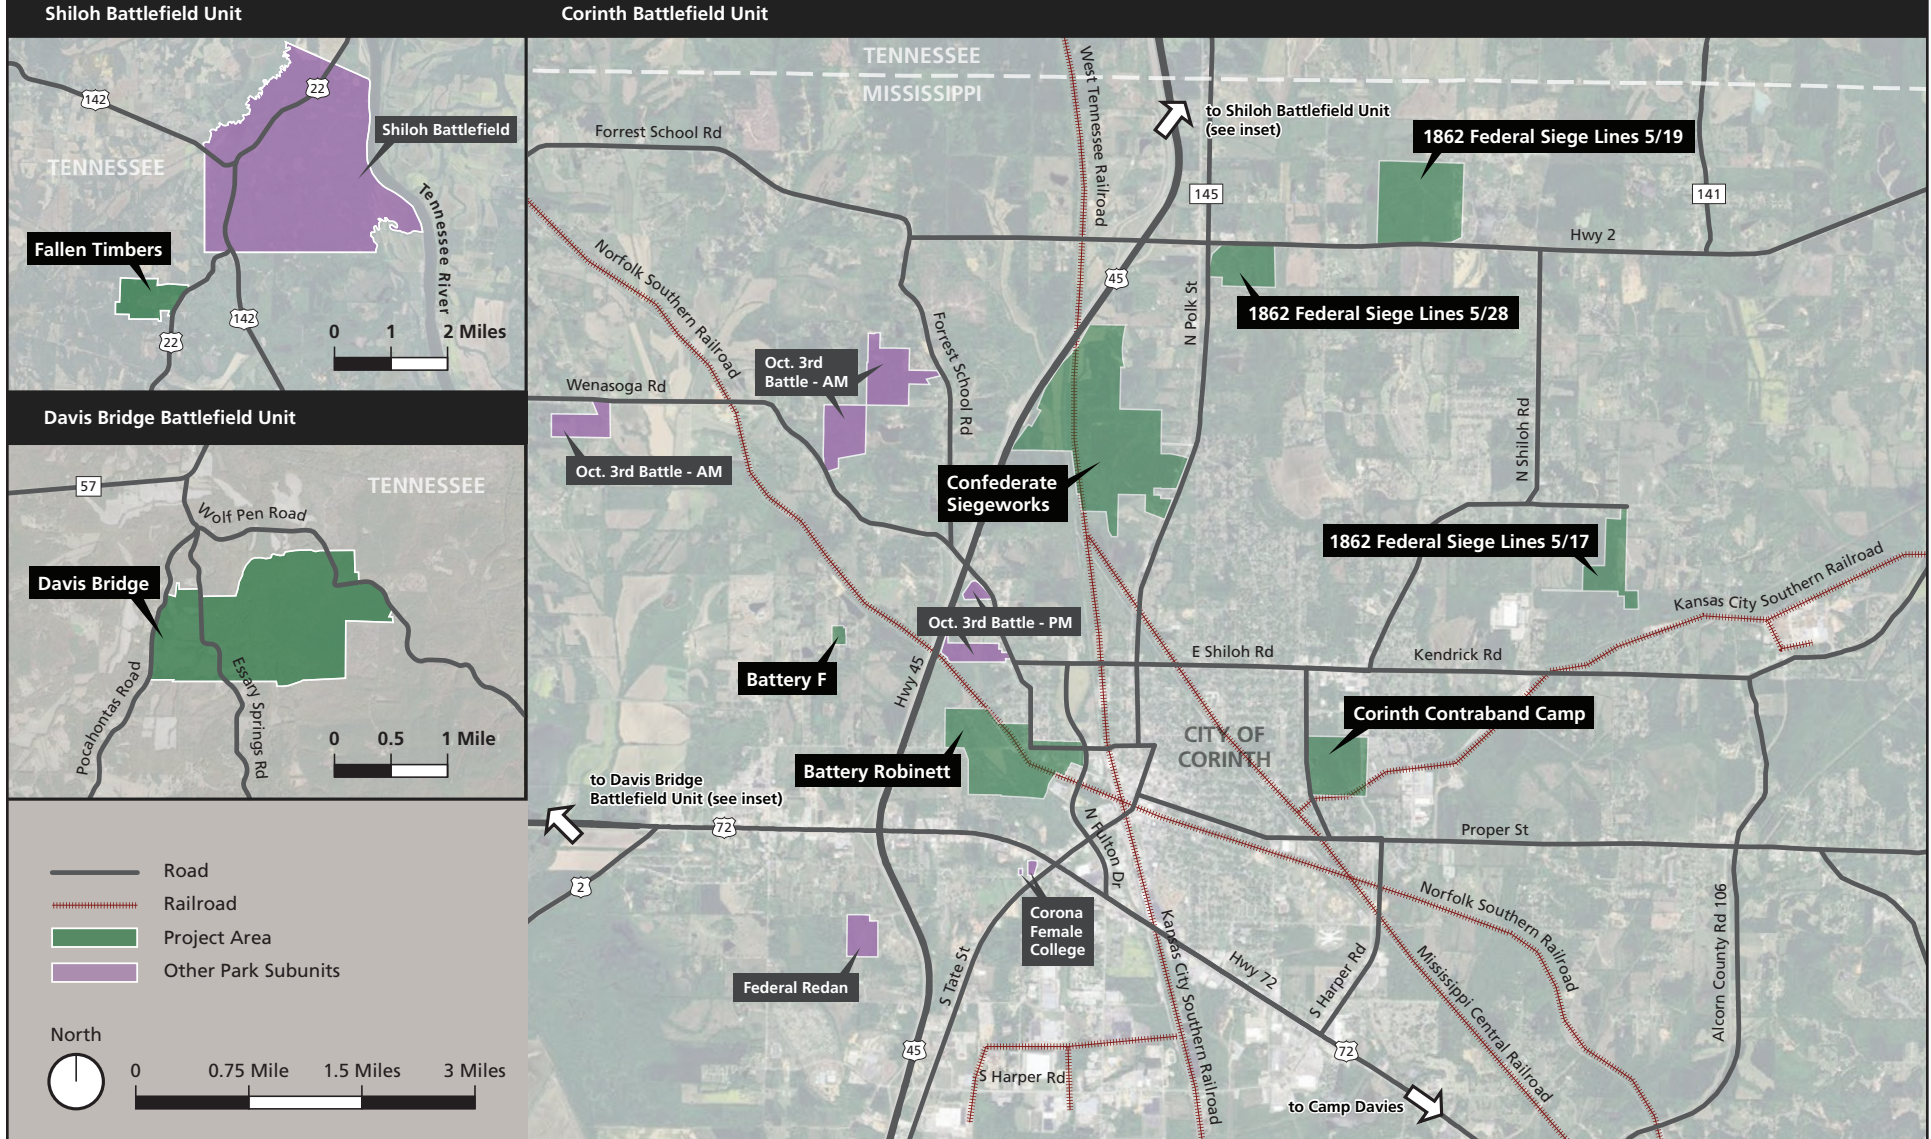 Shiloh Battlefield Unit
142
22
Shiloh Battlefield
TENNESSEE
Tennessee River
Fallen Timbers
142
22
0 1 2 Miles
Davis Bridge Battlefield Unit
57
TENNESSEE
Wolf Pen Road
Davis Bridge
Pocahontas Road
Essary Springs Rd
0 0.5 1 Mile
Road
Railroad
Project Area
Other Park Subunits
North
0 0.75 Mile 1.5 Miles 3 Miles
Corinth Battlefield Unit
TENNESSEE
MISSISSIPPI
West Tennessee Railroad
to Shiloh Battlefield Unit
(see inset)
1862 Federal Siege Lines 5/19
Forrest School Rd
145
141
Hwy 2
Norfolk Southern Railroad
45
N Polk St
1862 Federal Siege Lines 5/28
Forrest School Rd
Oct. 3rd
Battle - AM
Wenasoga Rd
Oct. 3rd Battle - AM
N Shiloh Rd
Confederate
Siegeworks
1862 Federal Siege Lines 5/17
Kansas City Southern Railroad
Oct. 3rd Battle - PM
Battery F
Hwy 45
E Shiloh Rd
Kendrick Rd
Corinth Contraband Camp
CITY OF
CORINTH
Battery Robinett
to Davis Bridge
Battlefield Unit (see inset)
72
N Fulton Dr
Proper St
2
Corona
Female
College
Norfolk Southern Railroad
Alcorn County Rd 106
Federal Redan
S Tate St
Kansas City Southern Railroad
Hwy 72
S Harper Rd
Mississippi Central Railroad
45
72
S Harper Rd
to Camp Davies